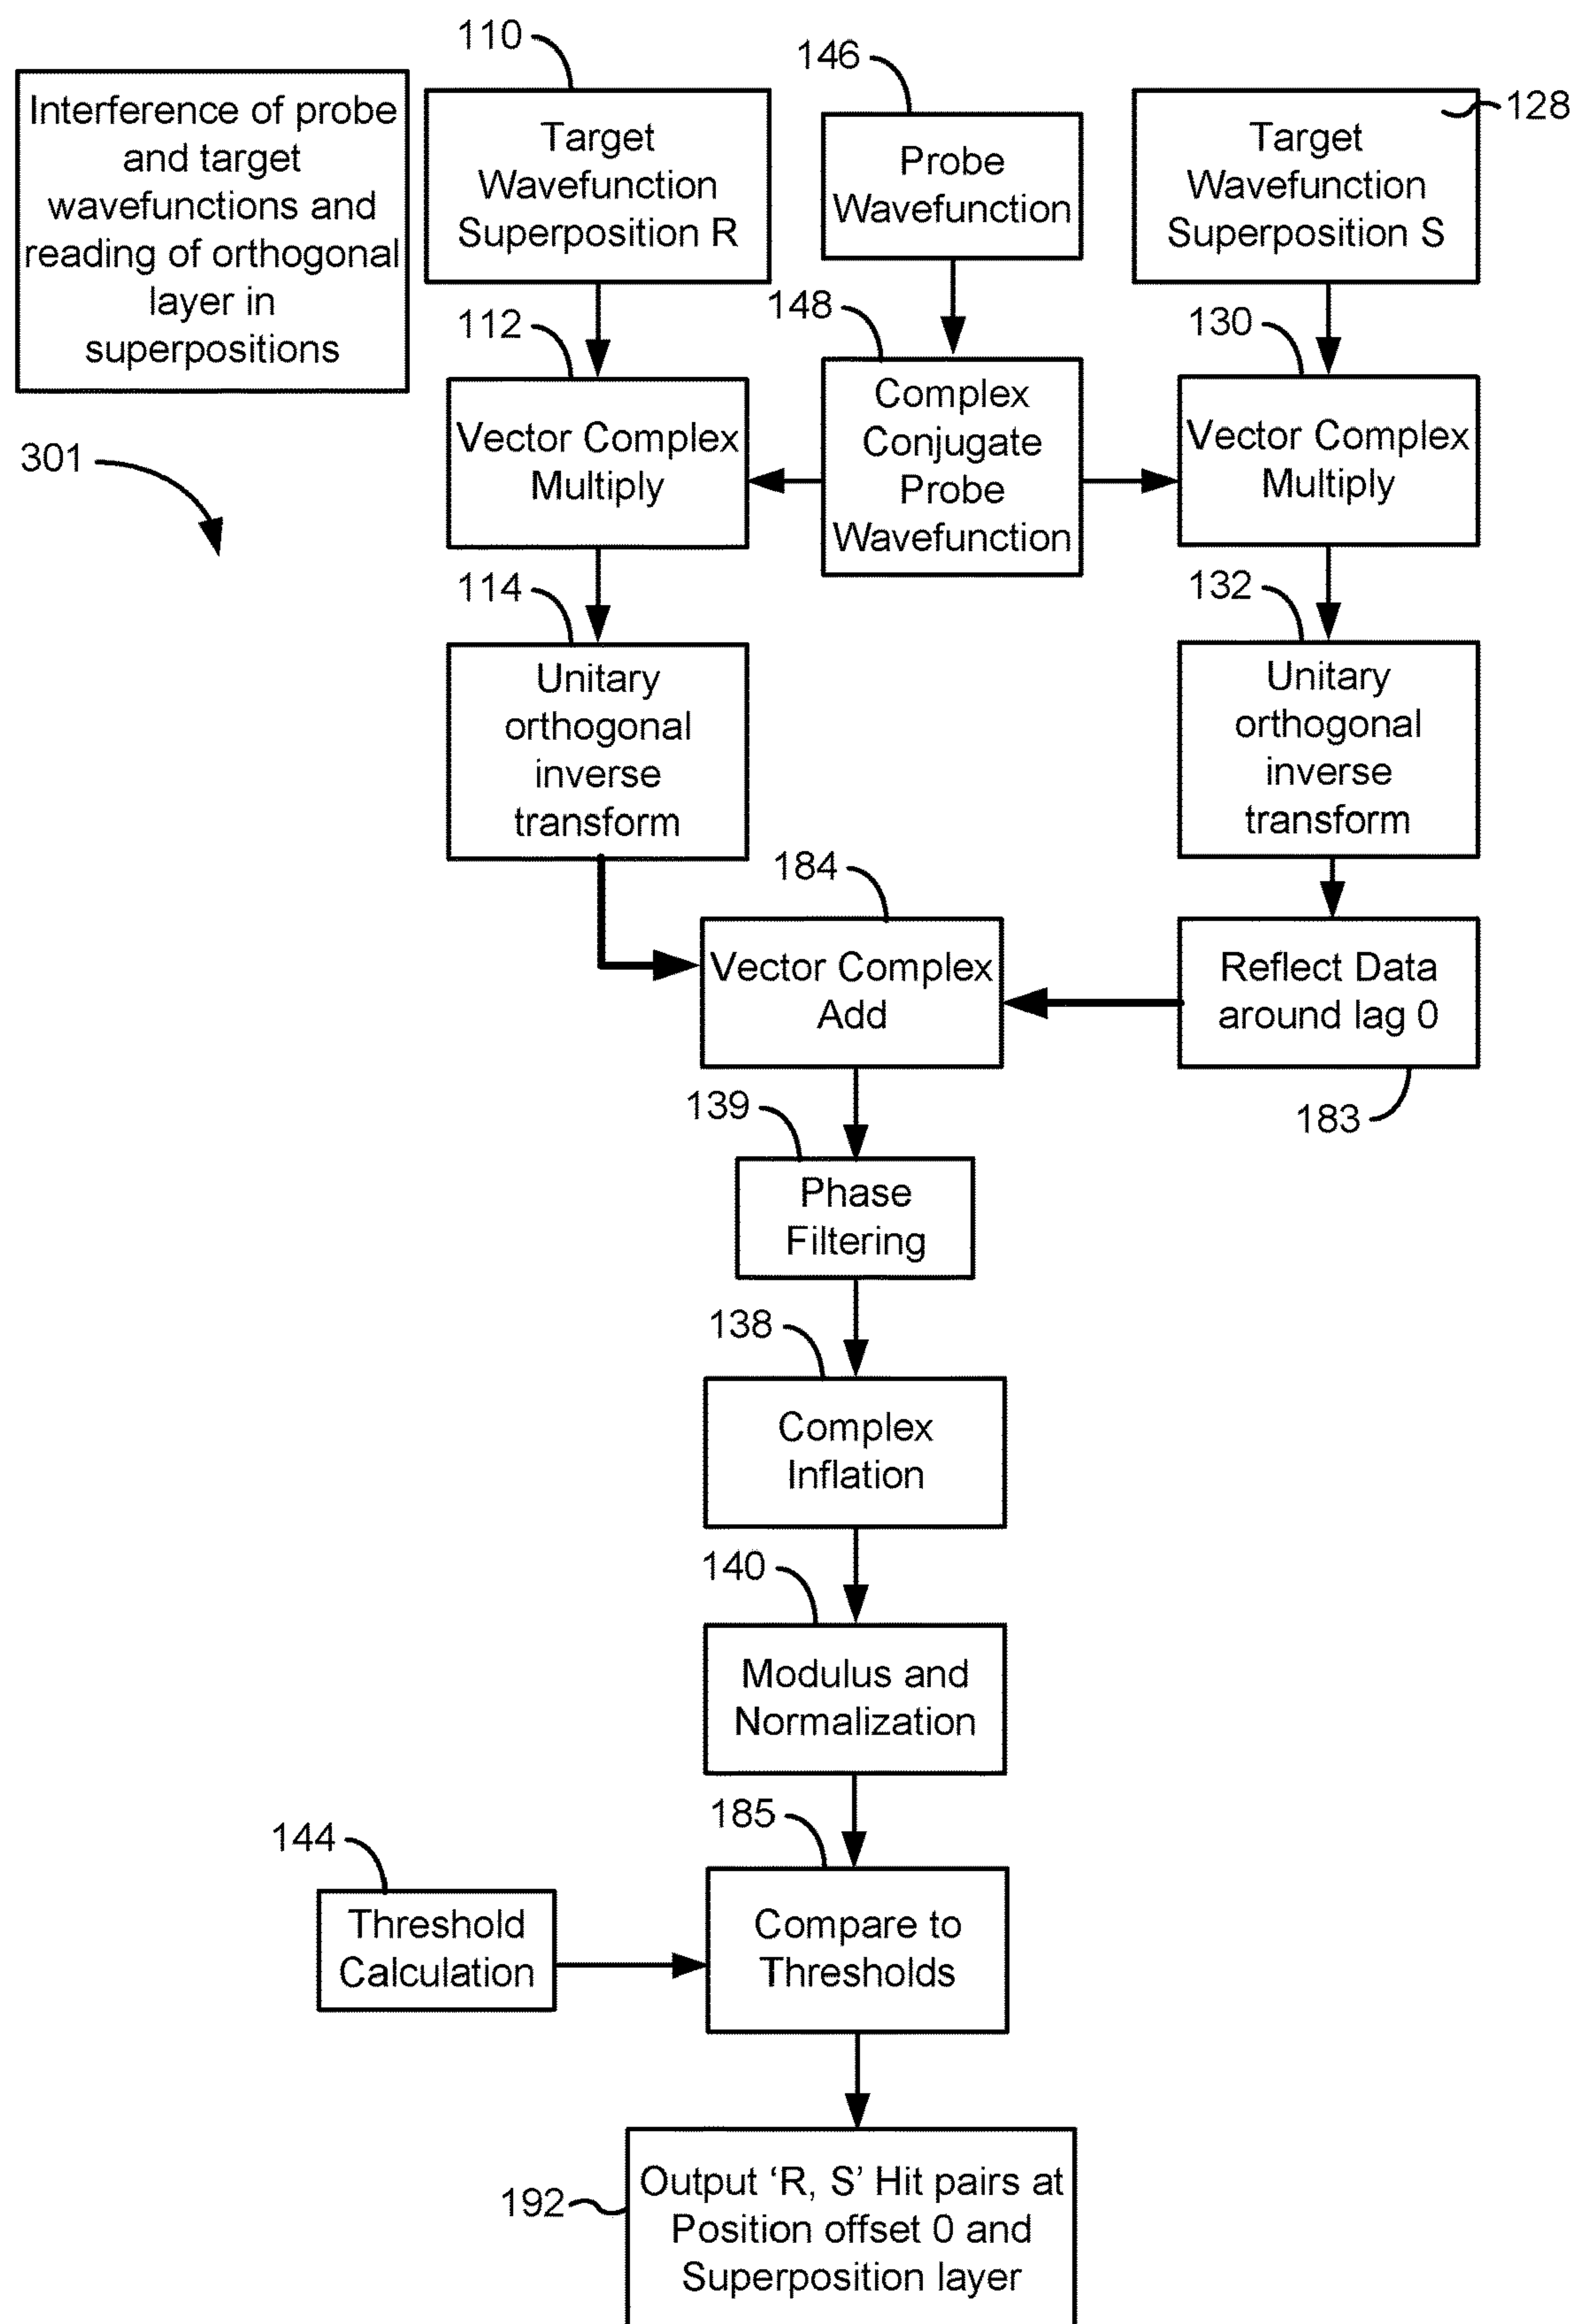 110
146
Interference of probe
and target
wavefunctions and
reading of orthogonal
layer in
superpositions
Target
Wavefunction
Superposition R
Probe
Wavefunction
Target
Wavefunction
Superposition S
128
112
148
130
301
Vector Complex
Multiply
Complex
Conjugate
Probe
Wavefunction
Vector Complex
Multiply
114
132
Unitary
orthogonal
inverse
transform
Unitary
orthogonal
inverse
transform
184
Vector Complex
Add
Reflect Data
around lag 0
139
183
Phase
Filtering
138
Complex
Inflation
140
Modulus and
Normalization
185
144
Threshold
Calculation
Compare to
Thresholds
192
Output ‘R, S’ Hit pairs at
Position offset 0 and
Superposition layer